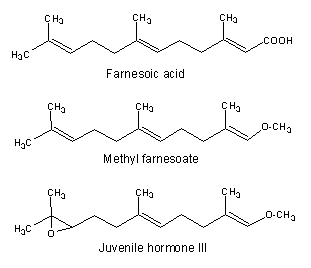 CH₃ CH₃ CH₃
COOH
H₃C
Farnesoic acid
CH₃ CH₃ CH₃
O-CH₃
H₃C
Methyl farnesoate
CH₃ CH₃ CH₃
O-CH₃
H₃C
O
Juvenile hormone III